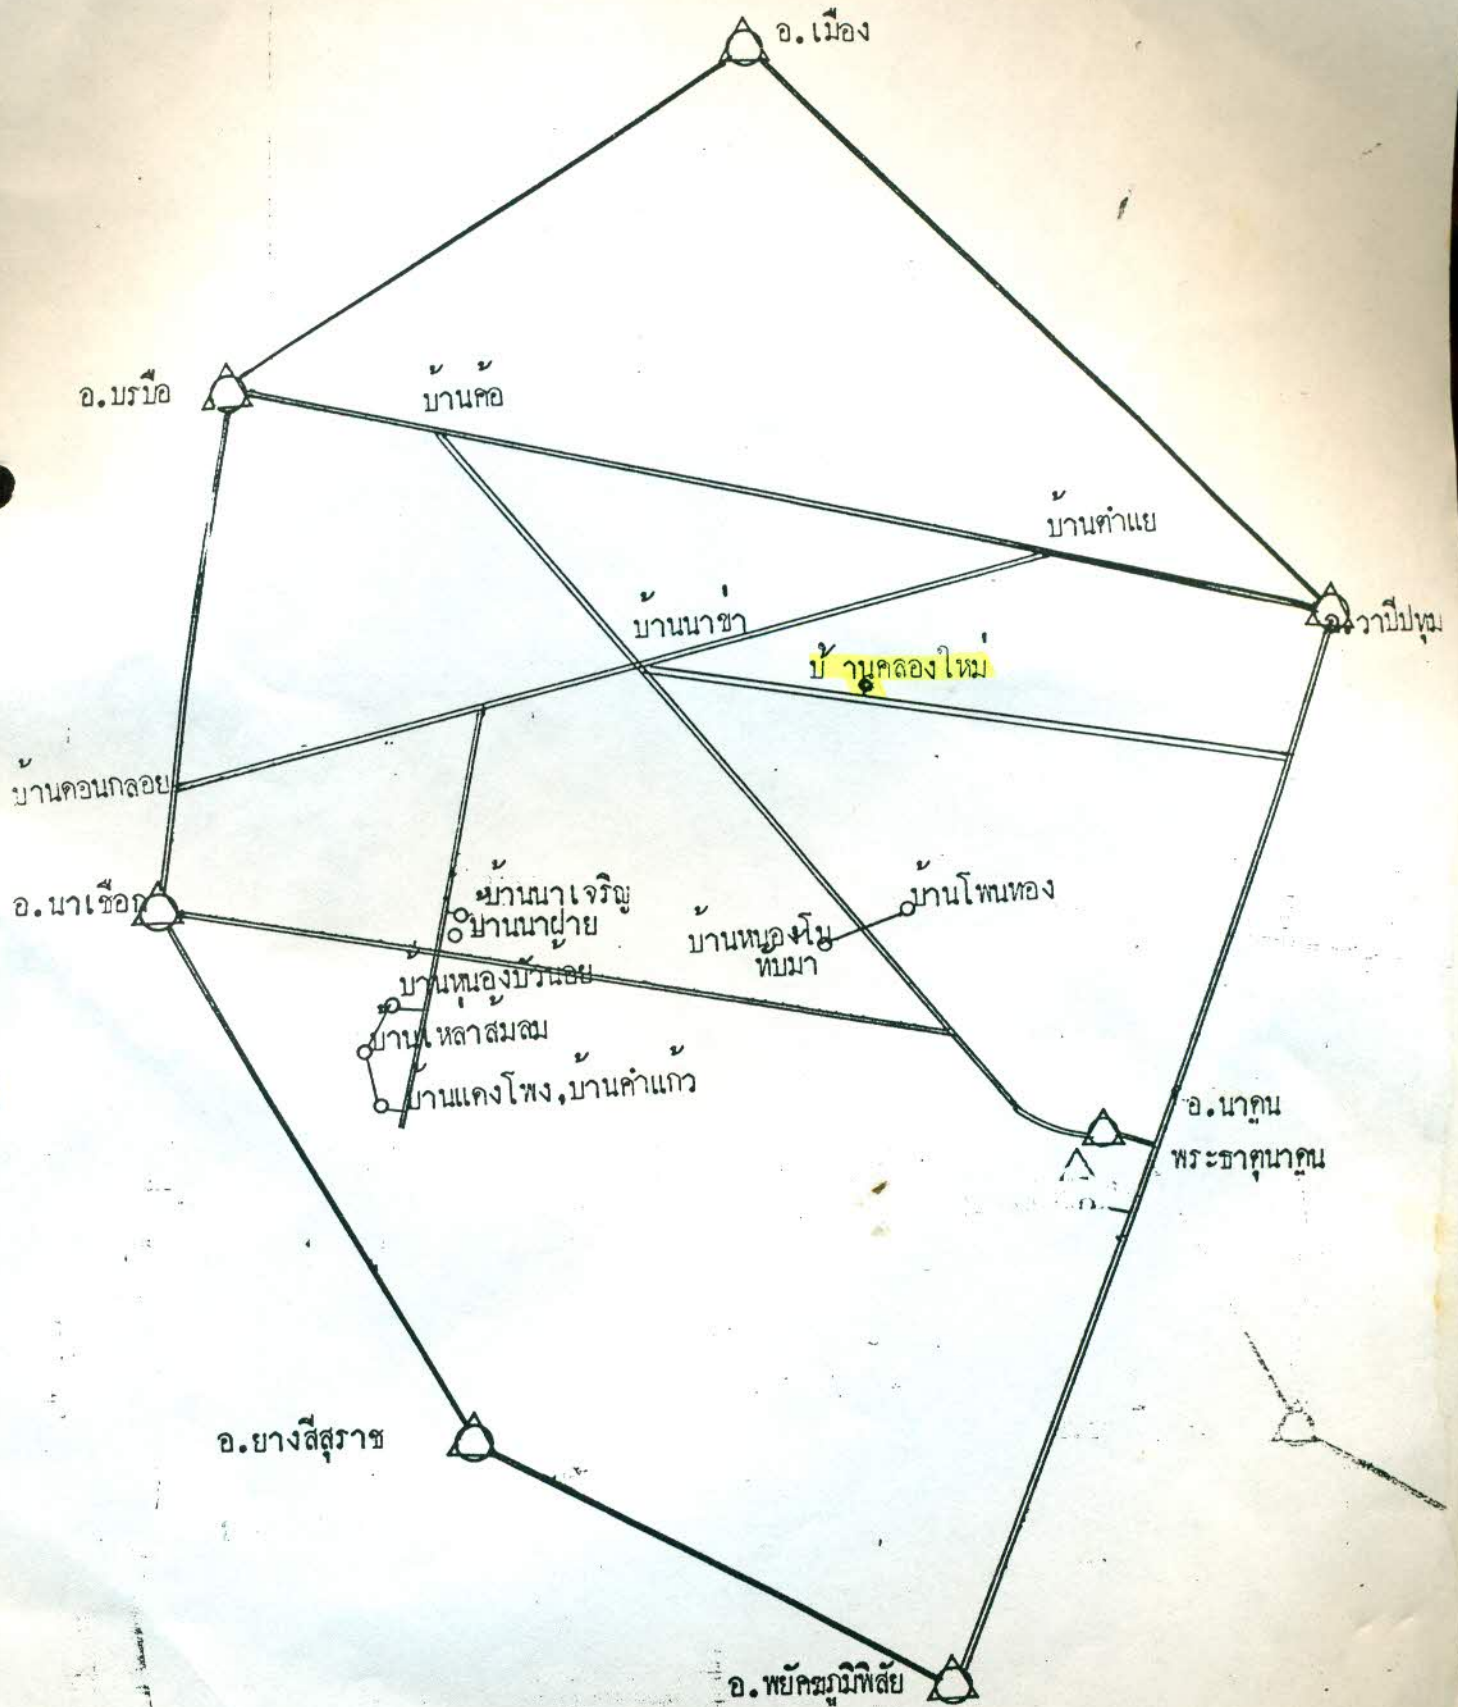 อ.เมือง
อ.บรบือ
บ้านค้อ
บ้านตำแย
บ้านนาข่า
อ.วาปีปทุม
บ้านคลองใหม่
บ้านดอนกลอย
อ.นาเชือก
บ้านนาเจริญ
บ้านนาฝาย
บ้านโพนทอง
บ้านหนองโน
ทับมา
บ้านหนองบัวน้อย
บ้านเหล่าส้มลม
บ้านแดงโพง,บ้านคำแก้ว
อ.นาดูน
พระธาตุนาดูน
อ.ยางสีสุราช
อ.พยัคฆภูมิพิสัย